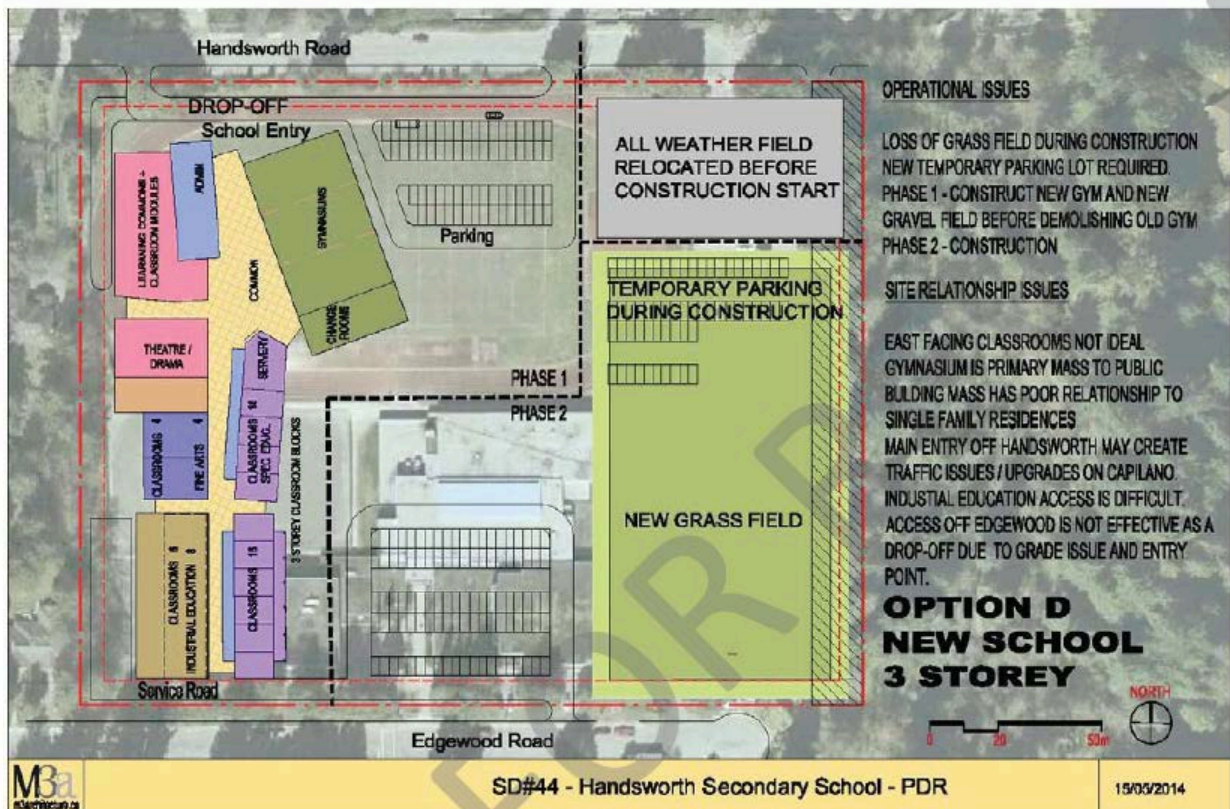 Handsworth Road
DROP-OFF
School Entry
LEARNING COMMONS +
CLASSROOM MODULES
ADMIN
GYMNASIUMS
COMMON
CHANGE
ROOMS
Parking
ALL WEATHER FIELD
RELOCATED BEFORE
CONSTRUCTION START
TEMPORARY PARKING
DURING CONSTRUCTION
THEATRE /
DRAMA
SERVERY
PHASE 1
PHASE 2
CLASSROOMS 4
FINE ARTS 4
CLASSROOMS
SPEC EDUC.
3 STOREY CLASSROOM BLOCKS
NEW GRASS FIELD
CLASSROOMS
INDUSTRIAL EDUCATION
CLASSROOMS 15
Service Road
Edgewood Road
OPERATIONAL ISSUES
LOSS OF GRASS FIELD DURING CONSTRUCTION
NEW TEMPORARY PARKING LOT REQUIRED.
PHASE 1 - CONSTRUCT NEW GYM AND NEW
GRAVEL FIELD BEFORE DEMOLISHING OLD GYM
PHASE 2 - CONSTRUCTION
SITE RELATIONSHIP ISSUES
EAST FACING CLASSROOMS NOT IDEAL
GYMNASIUM IS PRIMARY MASS TO PUBLIC
BULDING MASS HAS POOR RELATIONSHIP TO
SINGLE FAMILY RESIDENCES
MAIN ENTRY OFF HANDSWORTH MAY CREATE
TRAFFIC ISSUES / UPGRADES ON CAPILANO.
INDUSTIAL EDUCATION ACCESS IS DIFFICULT.
ACCESS OFF EDGEWOOD IS NOT EFFECTIVE AS A
DROP-OFF DUE TO GRADE ISSUE AND ENTRY
POINT.
OPTION D
NEW SCHOOL
3 STOREY
NORTH
0 20 50m
FOR D
M3a
SD#44 - Handsworth Secondary School - PDR